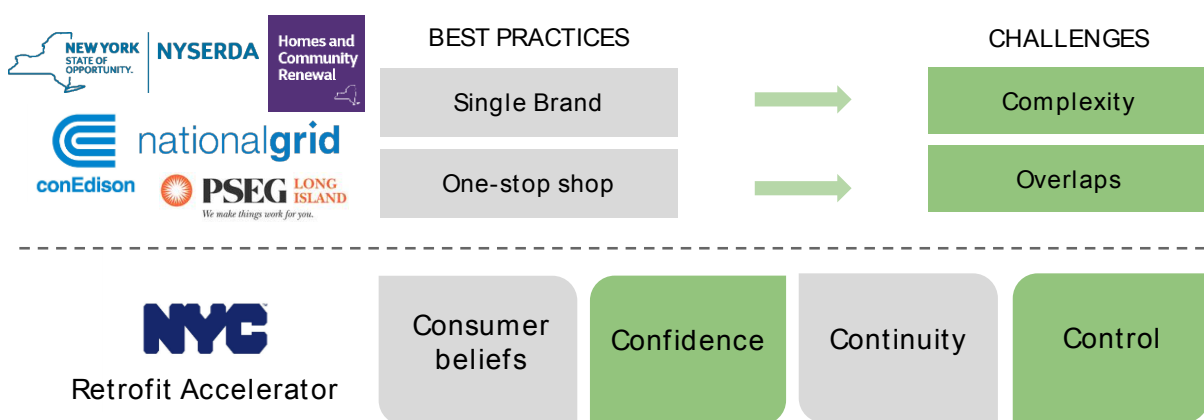 NEW YORK
STATE OF
OPPORTUNITY.
NYSERDA
Homes and
Community
Renewal
conEdison
nationalgrid
PSEG LONG
ISLAND
We make things work for you.
BEST PRACTICES
CHALLENGES
Single Brand
Complexity
One-stop shop
Overlaps
NYC
Retrofit Accelerator
Consumer
beliefs
Confidence
Continuity
Control